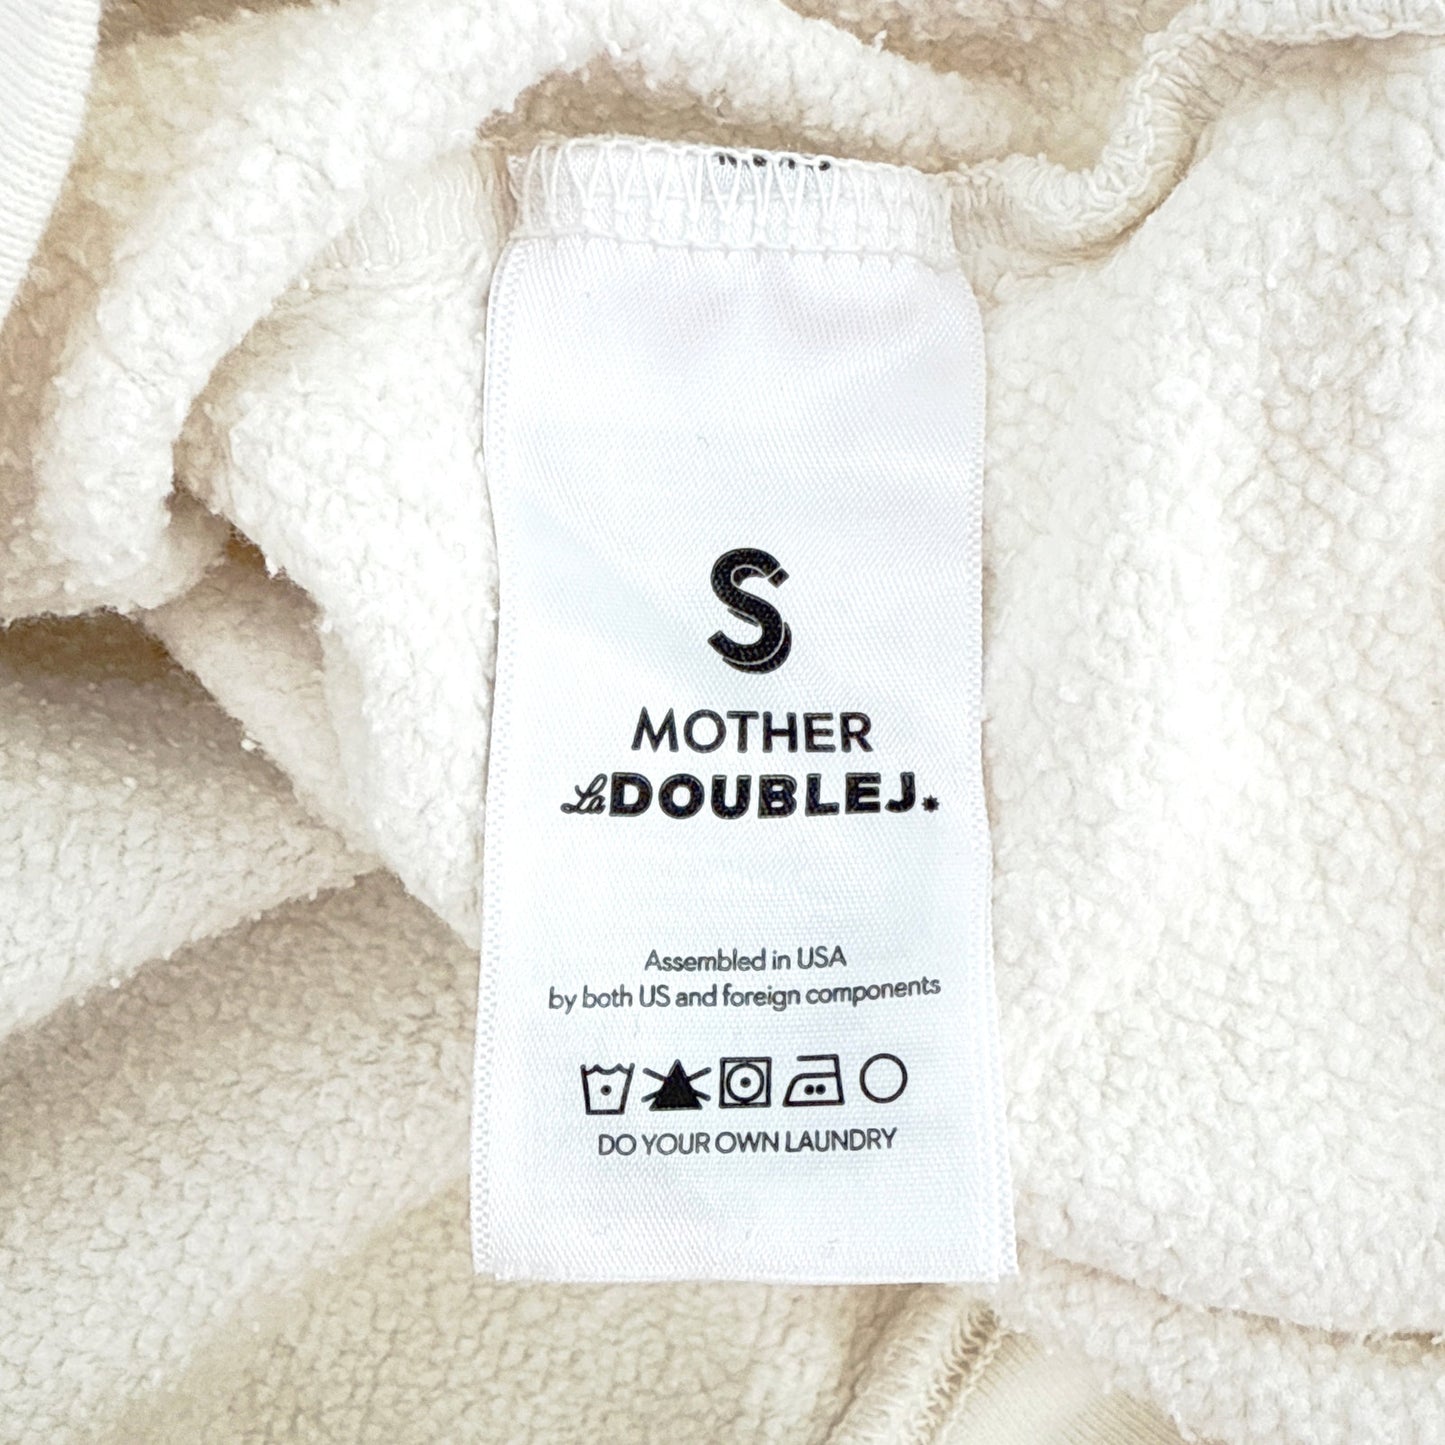 S
MOTHER
La DOUBLEJ.
Assembled in USA
by both US and foreign components
DO YOUR OWN LAUNDRY